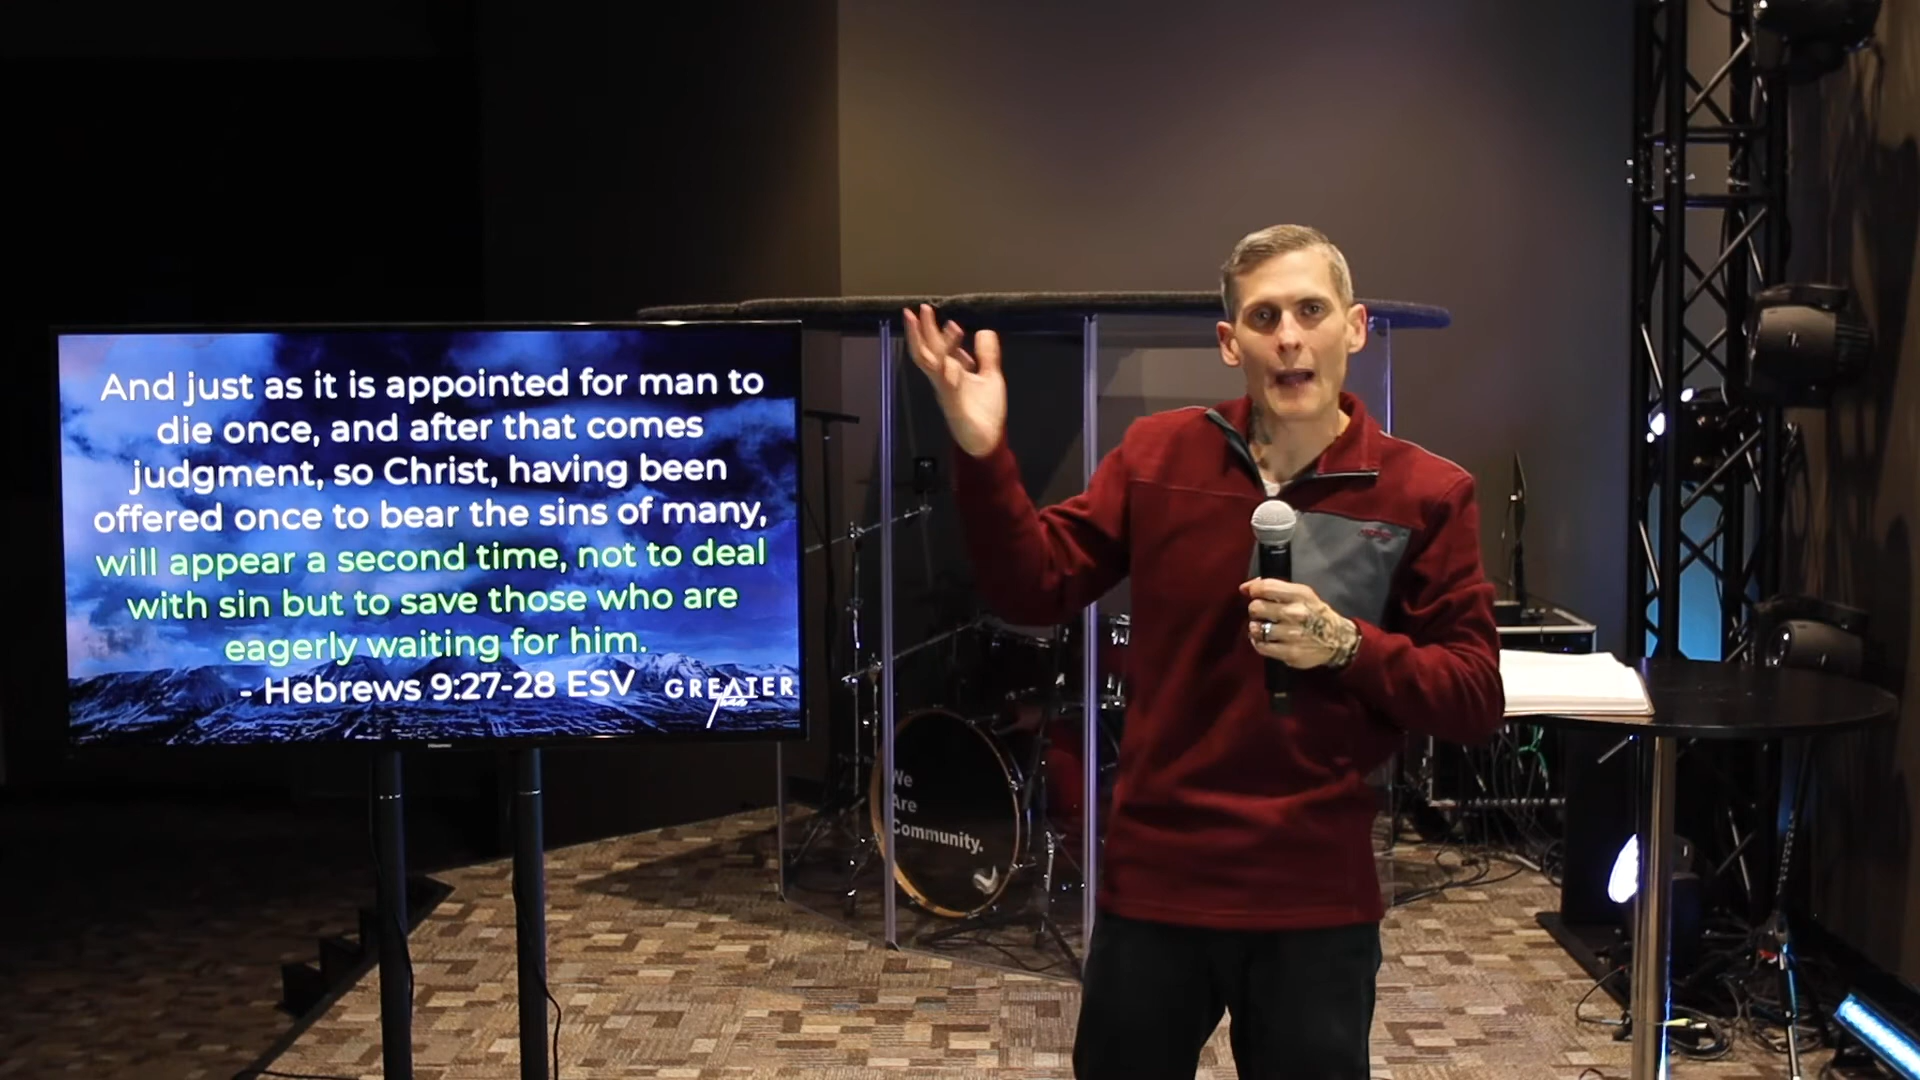 And just as it is appointed for man to
die once, and after that comes
judgment, so Christ, having been
offered once to bear the sins of many,
will appear a second time, not to deal
with sin but to save those who are
eagerly waiting for him.
- Hebrews 9:27-28 ESV
GREATER
Than
We
Are
Community.